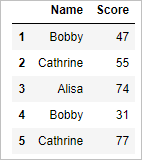 Name Score
1 Bobby 47
2 Cathrine 55
3 Alisa 74
4 Bobby 31
5 Cathrine 77